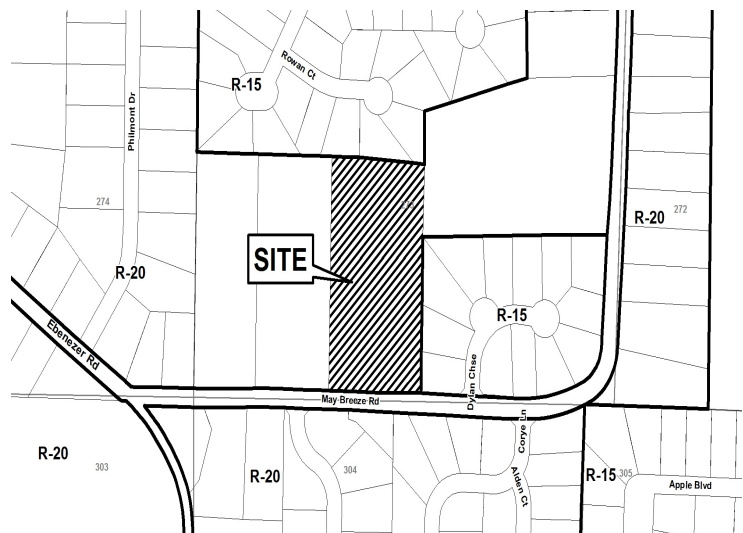 Rowan Ct
R-15
Philmont Dr
274
R-20
272
R-20
SITE
R-15
Ebenezer Rd
Dylan Chse
May Breeze Rd
Corye Ln
R-20
303
R-20
304
Alden Ct
R-15
305
Apple Blvd